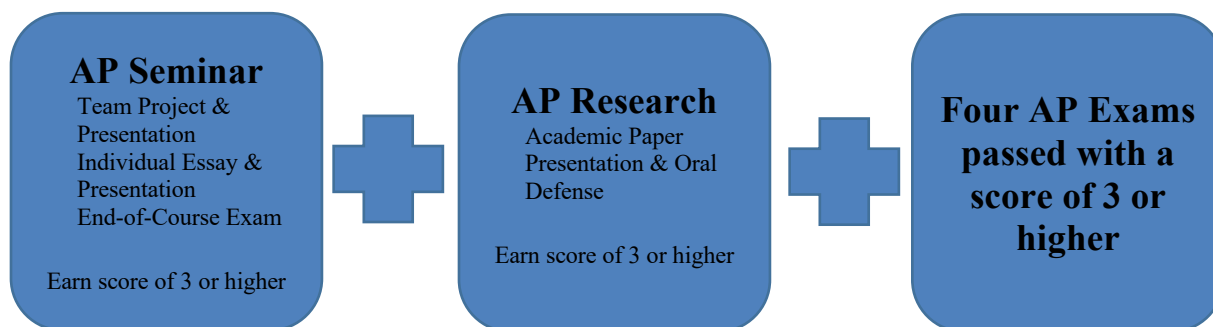 AP Seminar
Team Project &
Presentation
Individual Essay &
Presentation
End-of-Course Exam
Earn score of 3 or higher
AP Research
Academic Paper
Presentation & Oral
Defense
Earn score of 3 or higher
Four AP Exams
passed with a
score of 3 or
higher